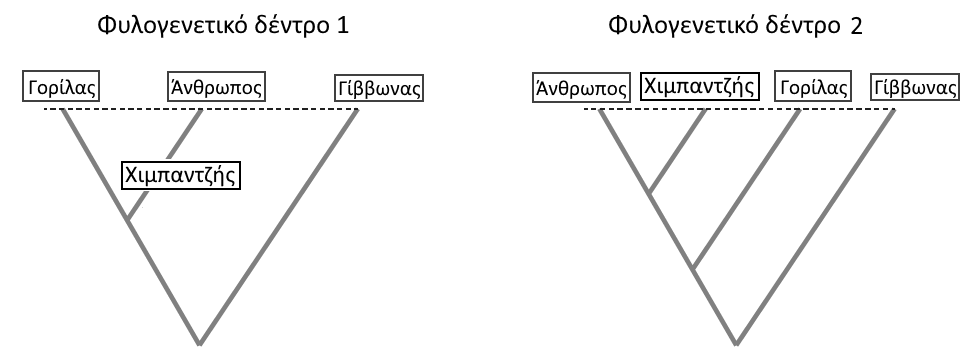 Φυλογενετικό δέντρο 1
Γορίλας Άνθρωπος Γίββωνας
Χιμπαντζής
Φυλογενετικό δέντρο 2
Άνθρωπος Χιμπαντζής Γορίλας Γίββωνας